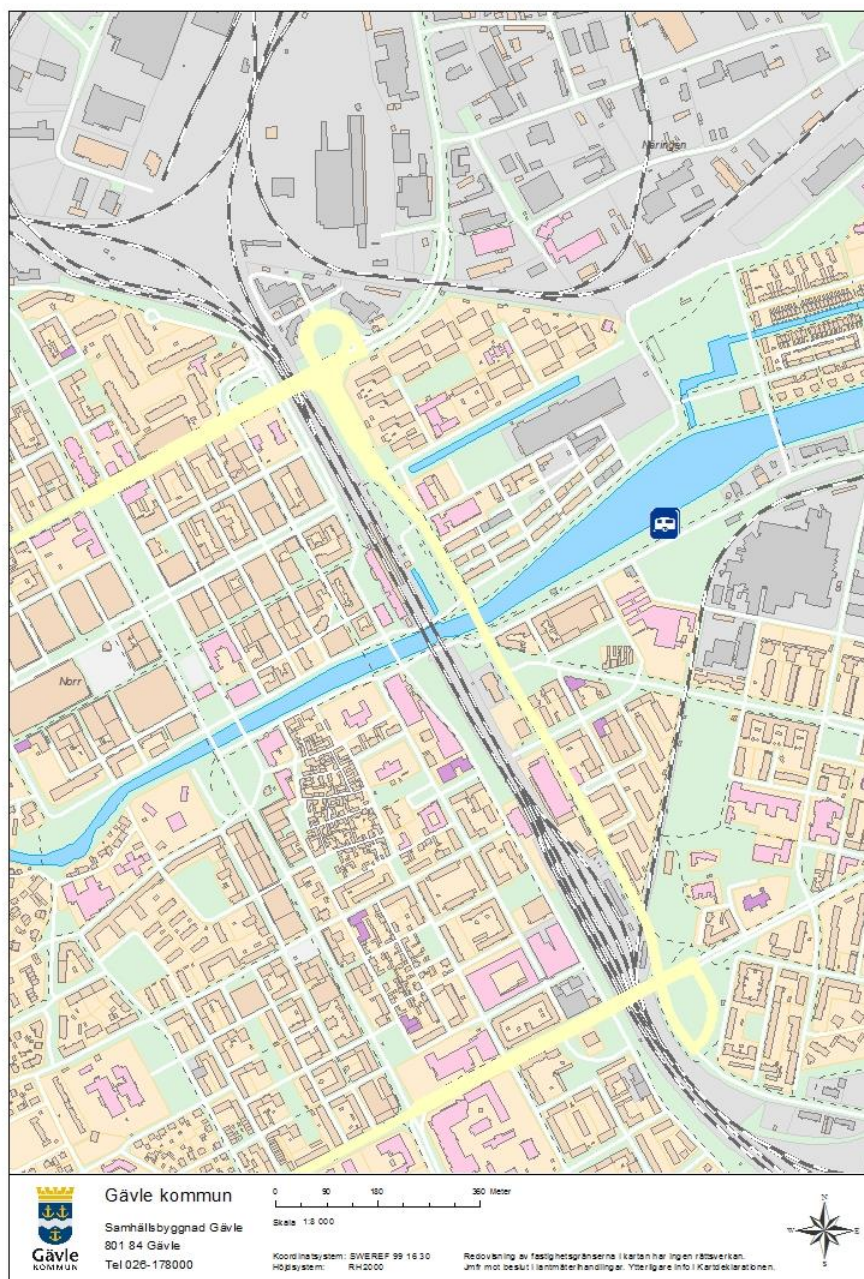 Näringen
Norr
Gävle
KOMMUN
Gävle kommun
Samhällsbyggnad Gävle
801 84 Gävle
Tel 026-178000
0 90 180 360 Meter
Skala 1:8 000
Koordinatsystem: SWEREF 99 16 30
Höjdsystem: RH2000
Redovisning av fastighetsgränserna i kartan har ingen rättsverkan.
Jmfr mot beslut i lantmäterihandlingar. Ytterligare info i Kartdeklarationen.
N
W
E
S